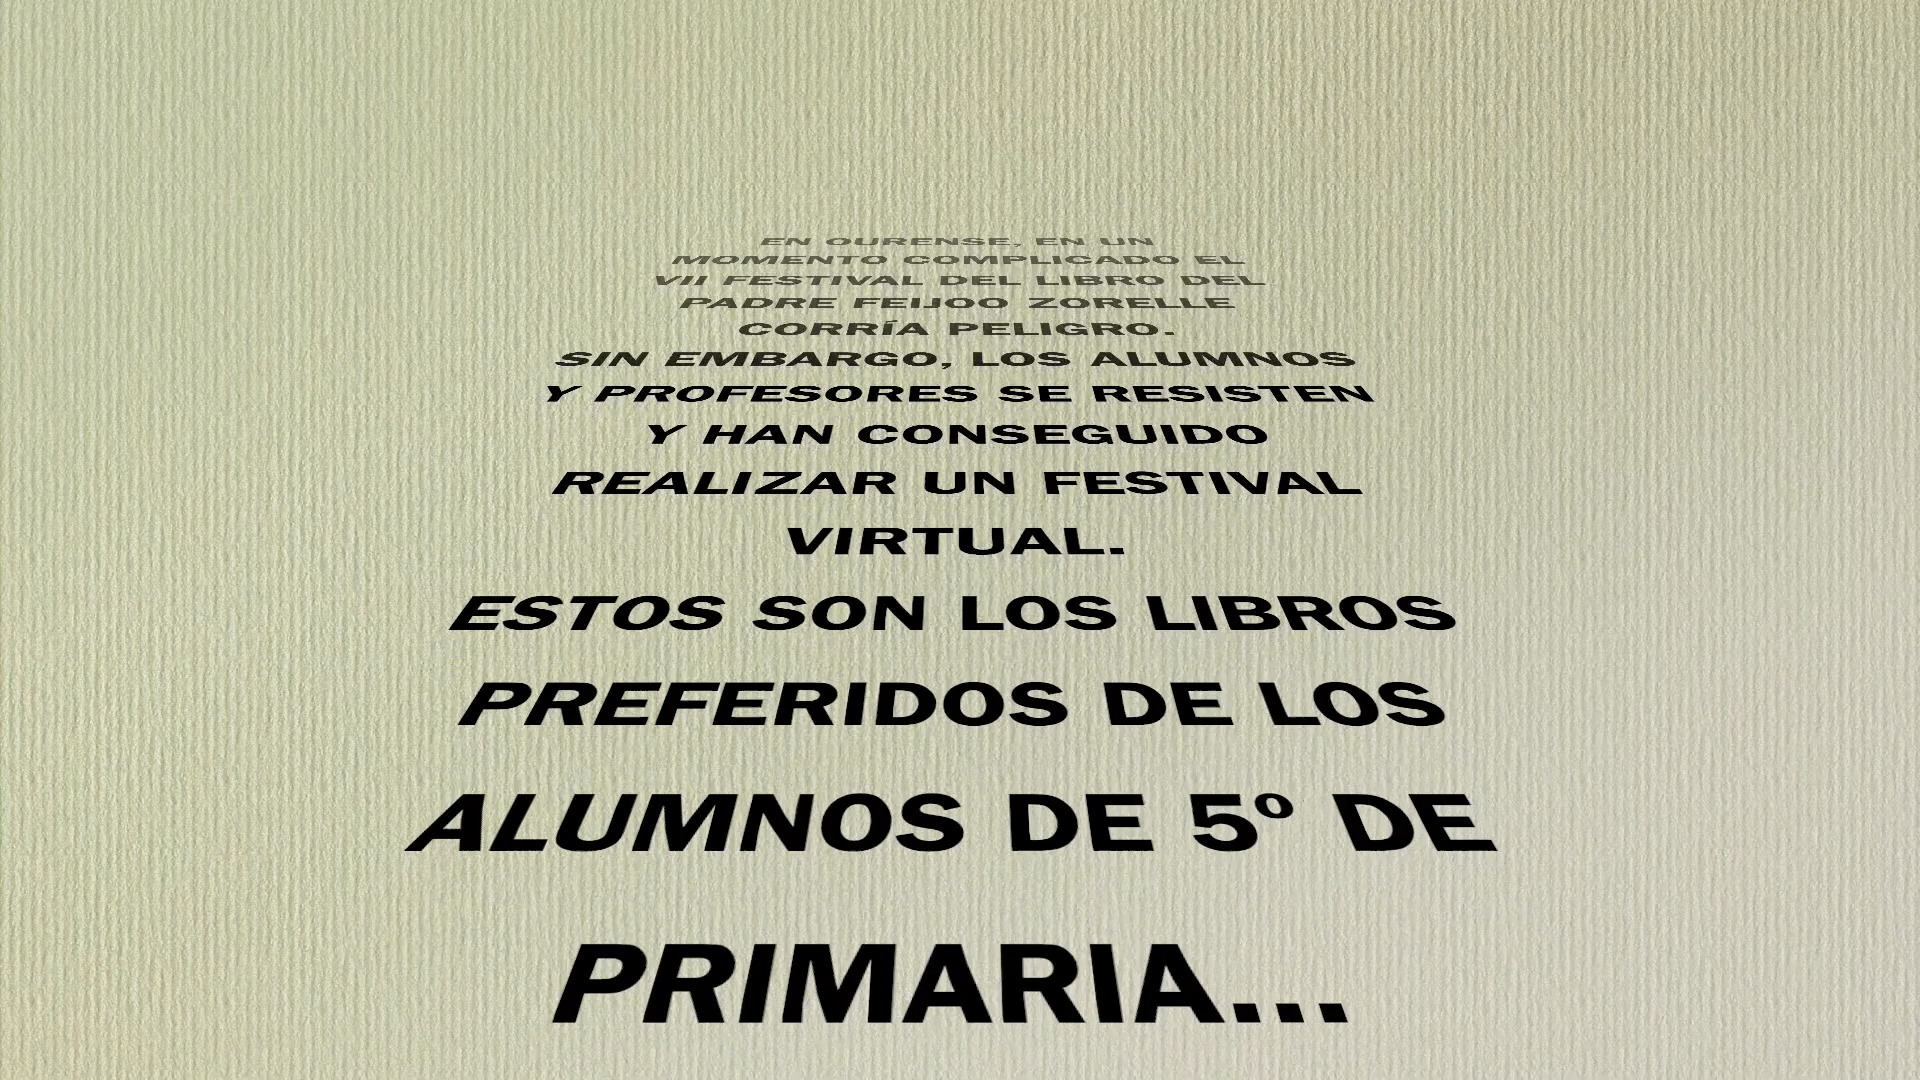 EN OURENSE, EN UN
MOMENTO COMPLICADO EL
VII FESTIVAL DEL LIBRO DEL
PADRE FEIJOO ZORELLE
CORRÍA PELIGRO.
SIN EMBARGO, LOS ALUMNOS
Y PROFESORES SE RESISTEN
Y HAN CONSEGUIDO
REALIZAR UN FESTIVAL
VIRTUAL.
ESTOS SON LOS LIBROS
PREFERIDOS DE LOS
ALUMNOS DE 5º DE
PRIMARIA...